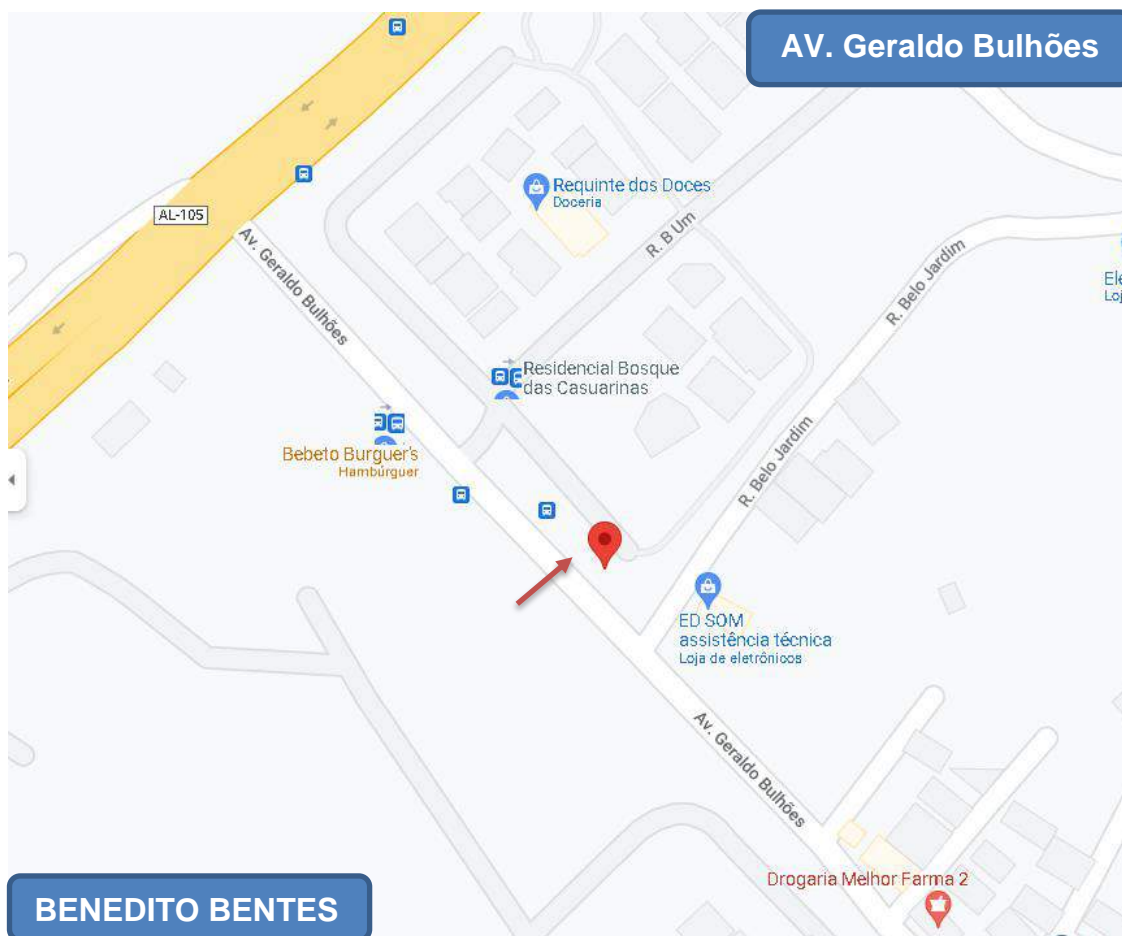 AV. Geraldo Bulhões
Requinte dos Doces
Doceria
AL-105
R. B Um
Av. Geraldo Bulhões
R. Belo Jardim
Ele
Loj
Residencial Bosque
das Casuarinas
Bebeto Burguer's
Hambúrguer
R. Belo Jardim
ED SOM
assistência técnica
Loja de eletrônicos
Av. Geraldo Bulhões
Drogaria Melhor Farma 2
BENEDITO BENTES